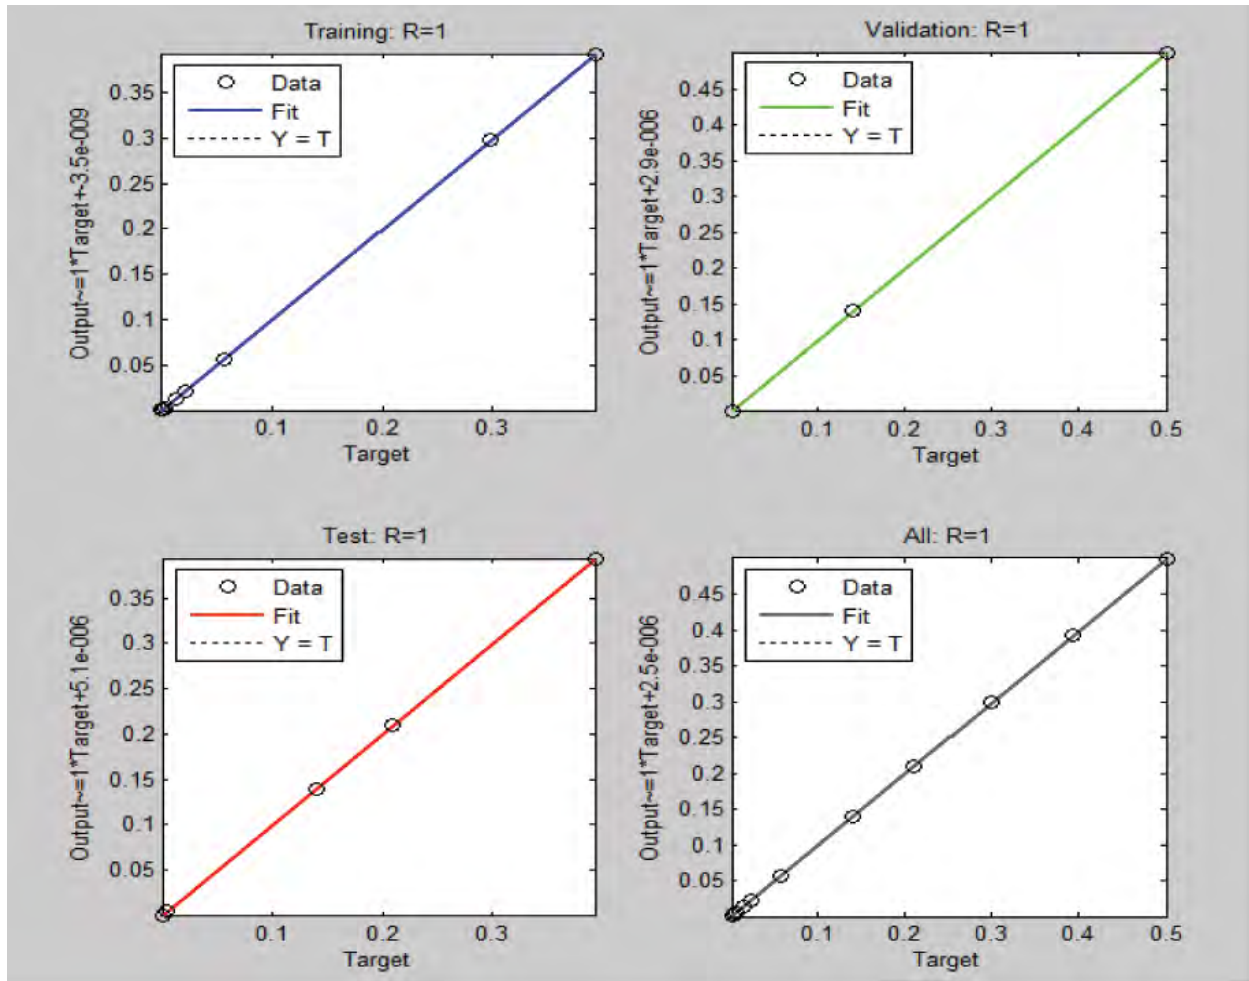 Training: R=1
Output~=1*Target+-3.5e-009
Data
Fit
Y = T
0.35
0.3
0.25
0.2
0.15
0.1
0.05
0.1 0.2 0.3
Target
Validation: R=1
Output~=1*Target+2.9e-006
Data
Fit
Y = T
0.45
0.4
0.35
0.3
0.25
0.2
0.15
0.1
0.05
0.1 0.2 0.3 0.4 0.5
Target
Test: R=1
Output~=1*Target+5.1e-006
Data
Fit
Y = T
0.35
0.3
0.25
0.2
0.15
0.1
0.05
0.1 0.2 0.3
Target
All: R=1
Output~=1*Target+2.5e-006
Data
Fit
Y = T
0.45
0.4
0.35
0.3
0.25
0.2
0.15
0.1
0.05
0.1 0.2 0.3 0.4 0.5
Target